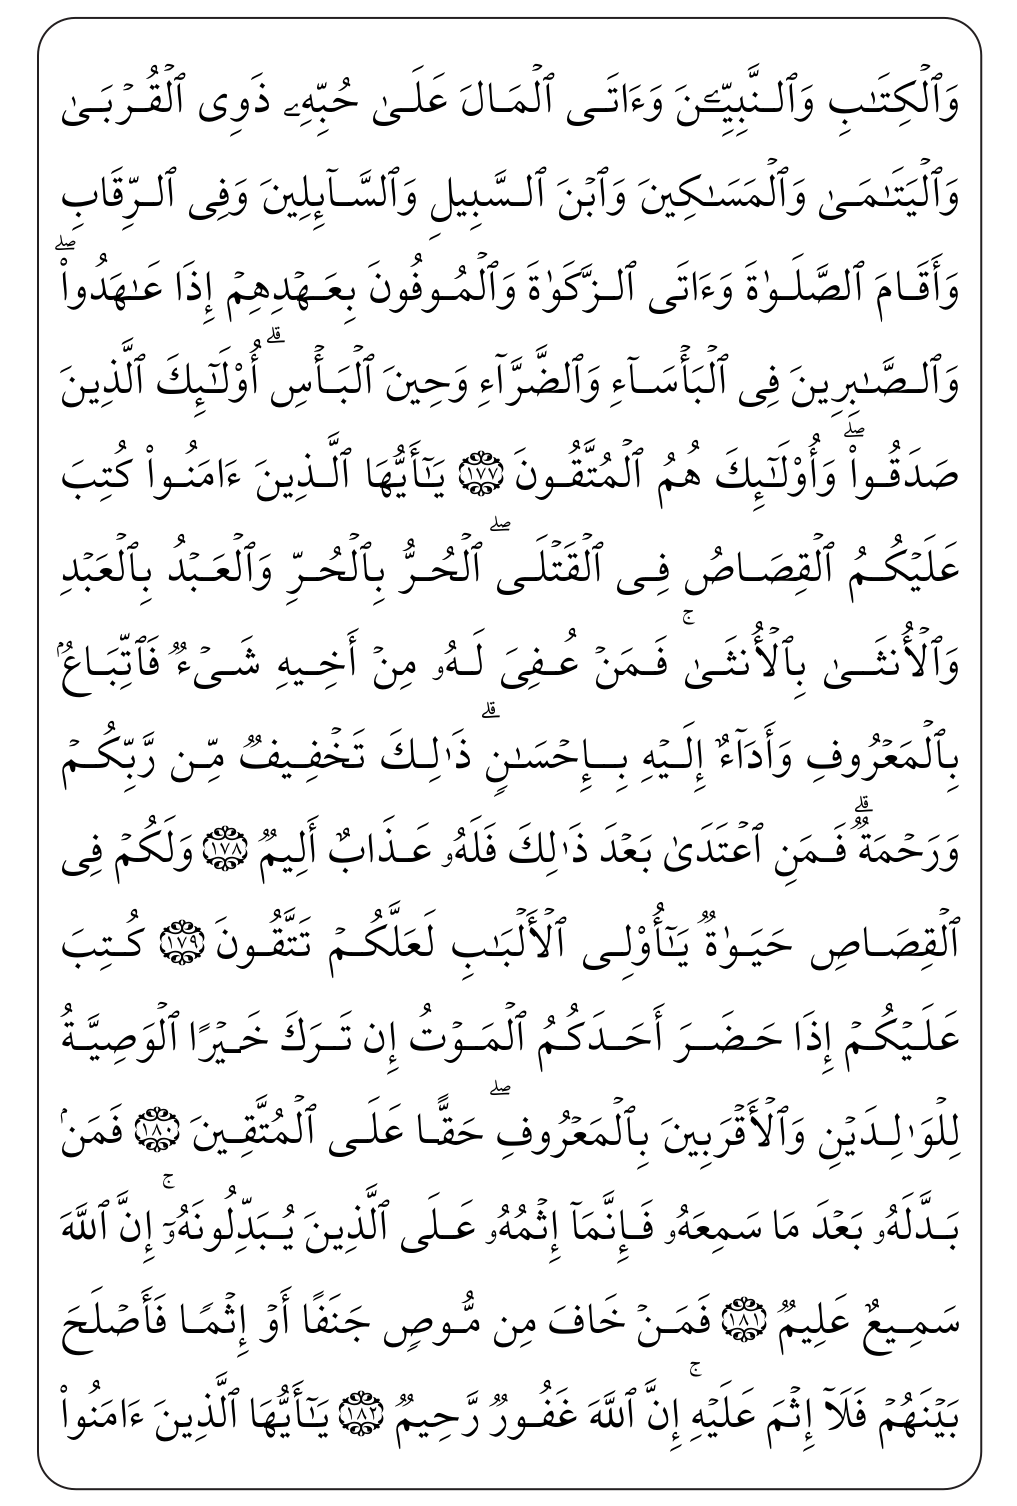 وَٱلۡكِتَٰبِ وَٱلنَّبِيِّـۧنَ وَءَاتَى ٱلۡمَالَ عَلَىٰ حُبِّهِۦ ذَوِى ٱلۡقُرۡبَىٰ
وَٱلۡيَتَٰمَىٰ وَٱلۡمَسَٰكِينَ وَٱبۡنَ ٱلسَّبِيلِ وَٱلسَّآئِلِينَ وَفِى ٱلرِّقَابِ
وَأَقَامَ ٱلصَّلَوٰةَ وَءَاتَى ٱلزَّكَوٰةَ وَٱلۡمُوفُونَ بِعَهۡدِهِمۡ إِذَا عَٰهَدُواْۖ
وَٱلصَّٰبِرِينَ فِى ٱلۡبَأۡسَآءِ وَٱلضَّرَّآءِ وَحِينَ ٱلۡبَأۡسِۗ أُوْلَٰٓئِكَ ٱلَّذِينَ
صَدَقُواْۖ وَأُوْلَٰٓئِكَ هُمُ ٱلۡمُتَّقُونَ ١٧٧ يَٰٓأَيُّهَا ٱلَّذِينَ ءَامَنُواْ كُتِبَ
عَلَيۡكُمُ ٱلۡقِصَاصُ فِى ٱلۡقَتۡلَىۖ ٱلۡحُرُّ بِٱلۡحُرِّ وَٱلۡعَبۡدُ بِٱلۡعَبۡدِ
وَٱلۡأُنثَىٰ بِٱلۡأُنثَىٰۚ فَمَنۡ عُفِىَ لَهُۥ مِنۡ أَخِيهِ شَىۡءٞ فَٱتِّبَاعُۢ
بِٱلۡمَعۡرُوفِ وَأَدَآءٌ إِلَيۡهِ بِإِحۡسَٰنٖۗ ذَٰلِكَ تَخۡفِيفٞ مِّن رَّبِّكُمۡ
وَرَحۡمَةٞۗ فَمَنِ ٱعۡتَدَىٰ بَعۡدَ ذَٰلِكَ فَلَهُۥ عَذَابٌ أَلِيمٞ ١٧٨ وَلَكُمۡ فِى
ٱلۡقِصَاصِ حَيَوٰةٞ يَٰٓأُوْلِى ٱلۡأَلۡبَٰبِ لَعَلَّكُمۡ تَتَّقُونَ ١٧٩ كُتِبَ
عَلَيۡكُمۡ إِذَا حَضَرَ أَحَدَكُمُ ٱلۡمَوۡتُ إِن تَرَكَ خَيۡرًا ٱلۡوَصِيَّةُ
لِلۡوَٰلِدَيۡنِ وَٱلۡأَقۡرَبِينَ بِٱلۡمَعۡرُوفِۖ حَقًّا عَلَى ٱلۡمُتَّقِينَ ١٨٠ فَمَنۢ
بَدَّلَهُۥ بَعۡدَ مَا سَمِعَهُۥ فَإِنَّمَآ إِثۡمُهُۥ عَلَى ٱلَّذِينَ يُبَدِّلُونَهُۥٓۚ إِنَّ ٱللَّهَ
سَمِيعٌ عَلِيمٞ ١٨١ فَمَنۡ خَافَ مِن مُّوصٖ جَنَفًا أَوۡ إِثۡمٗا فَأَصۡلَحَ
بَيۡنَهُمۡ فَلَآ إِثۡمَ عَلَيۡهِۚ إِنَّ ٱللَّهَ غَفُورٞ رَّحِيمٞ ١٨٢ يَٰٓأَيُّهَا ٱلَّذِينَ ءَامَنُواْ